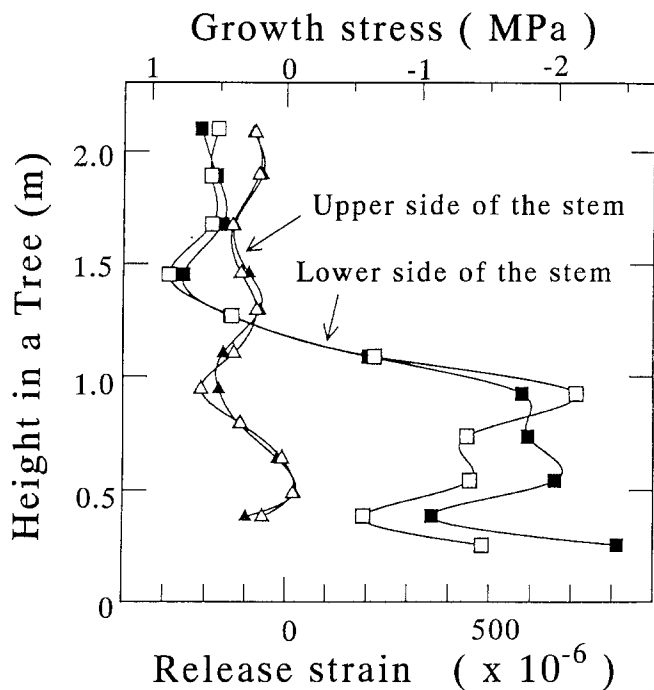 Growth stress ( MPa)
1 0 -1 -2
2.0
1.5
1.0
0.5
0
Height in a Tree (m)
Upper side of the stem
Lower side of the stem
0 500
Release strain ( x 10⁻⁶)